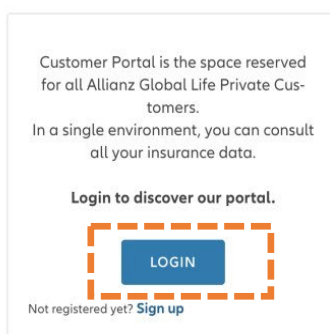 Customer Portal is the space reserved
for all Allianz Global Life Private Cus-
tomers.
In a single environment, you can consult
all your insurance data.
Login to discover our portal.
LOGIN
Not registered yet? Sign up